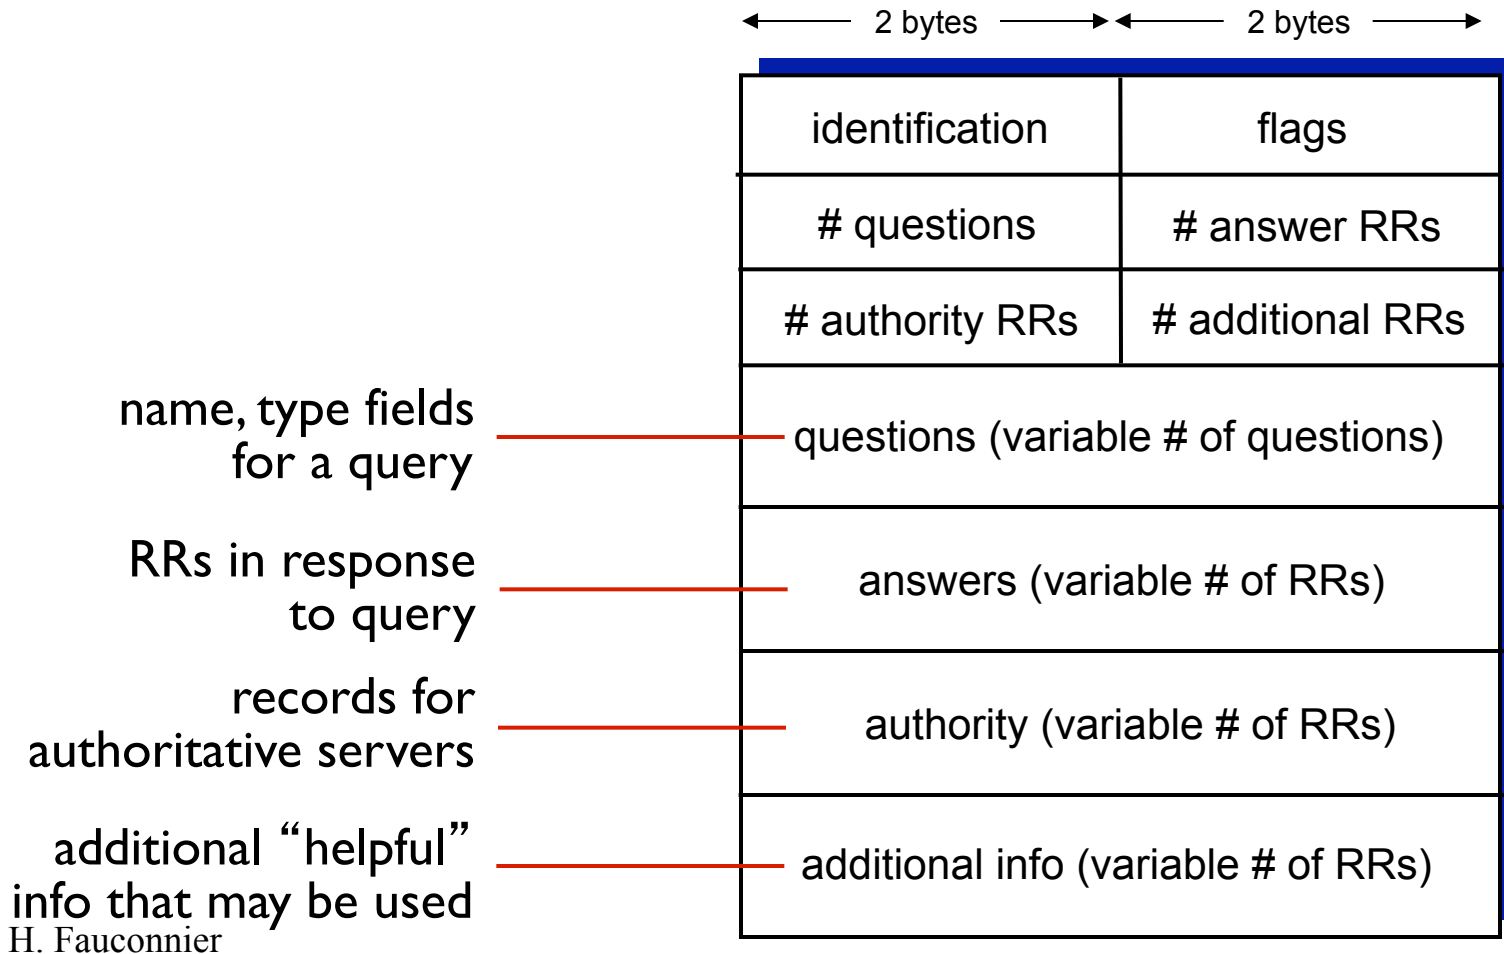 2 bytes 2 bytes
identification flags
# questions # answer RRs
# authority RRs # additional RRs
name, type fields
for a query
questions (variable # of questions)
RRs in response
to query
answers (variable # of RRs)
records for
authoritative servers
authority (variable # of RRs)
additional “helpful”
info that may be used
additional info (variable # of RRs)
H. Fauconnier